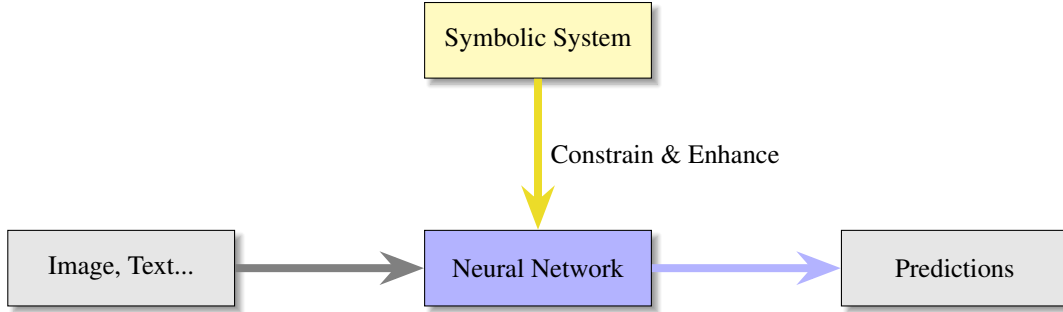 Symbolic System
Constrain & Enhance
Image, Text...
Neural Network
Predictions